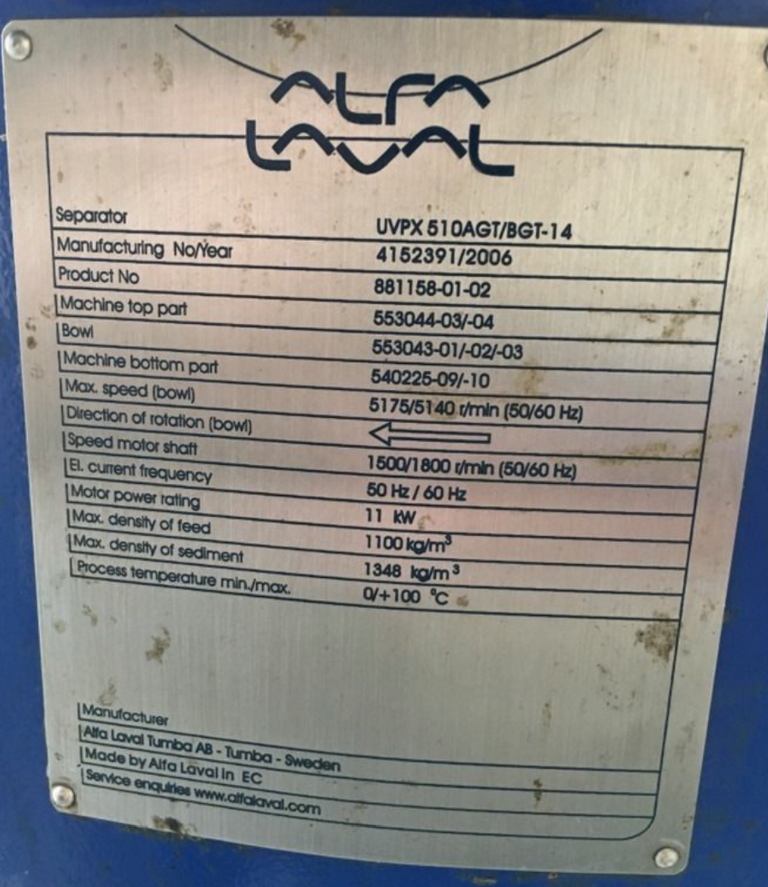 ALFA
LAVAL
Separator UVPX 510AGT/BGT-14
Manufacturing No/Year 4152391/2006
Product No 881158-01-02
Machine top part 553044-03/-04
Bowl 553043-01/-02/-03
Machine bottom part 540225-09/-10
Max. speed (bowl) 5175/5140 r/min (50/60 Hz)
Direction of rotation (bowl)
Speed motor shaft 1500/1800 r/min (50/60 Hz)
El. current frequency 50 Hz / 60 Hz
Motor power rating 11 kW
Max. density of feed 1100 kg/m³
Max. density of sediment 1348 kg/m³
Process temperature min./max. 0/+100 °C
Manufacturer
Alfa Laval Tumba AB - Tumba - Sweden
Made by Alfa Laval in EC
Service enquiries www.alfalaval.com